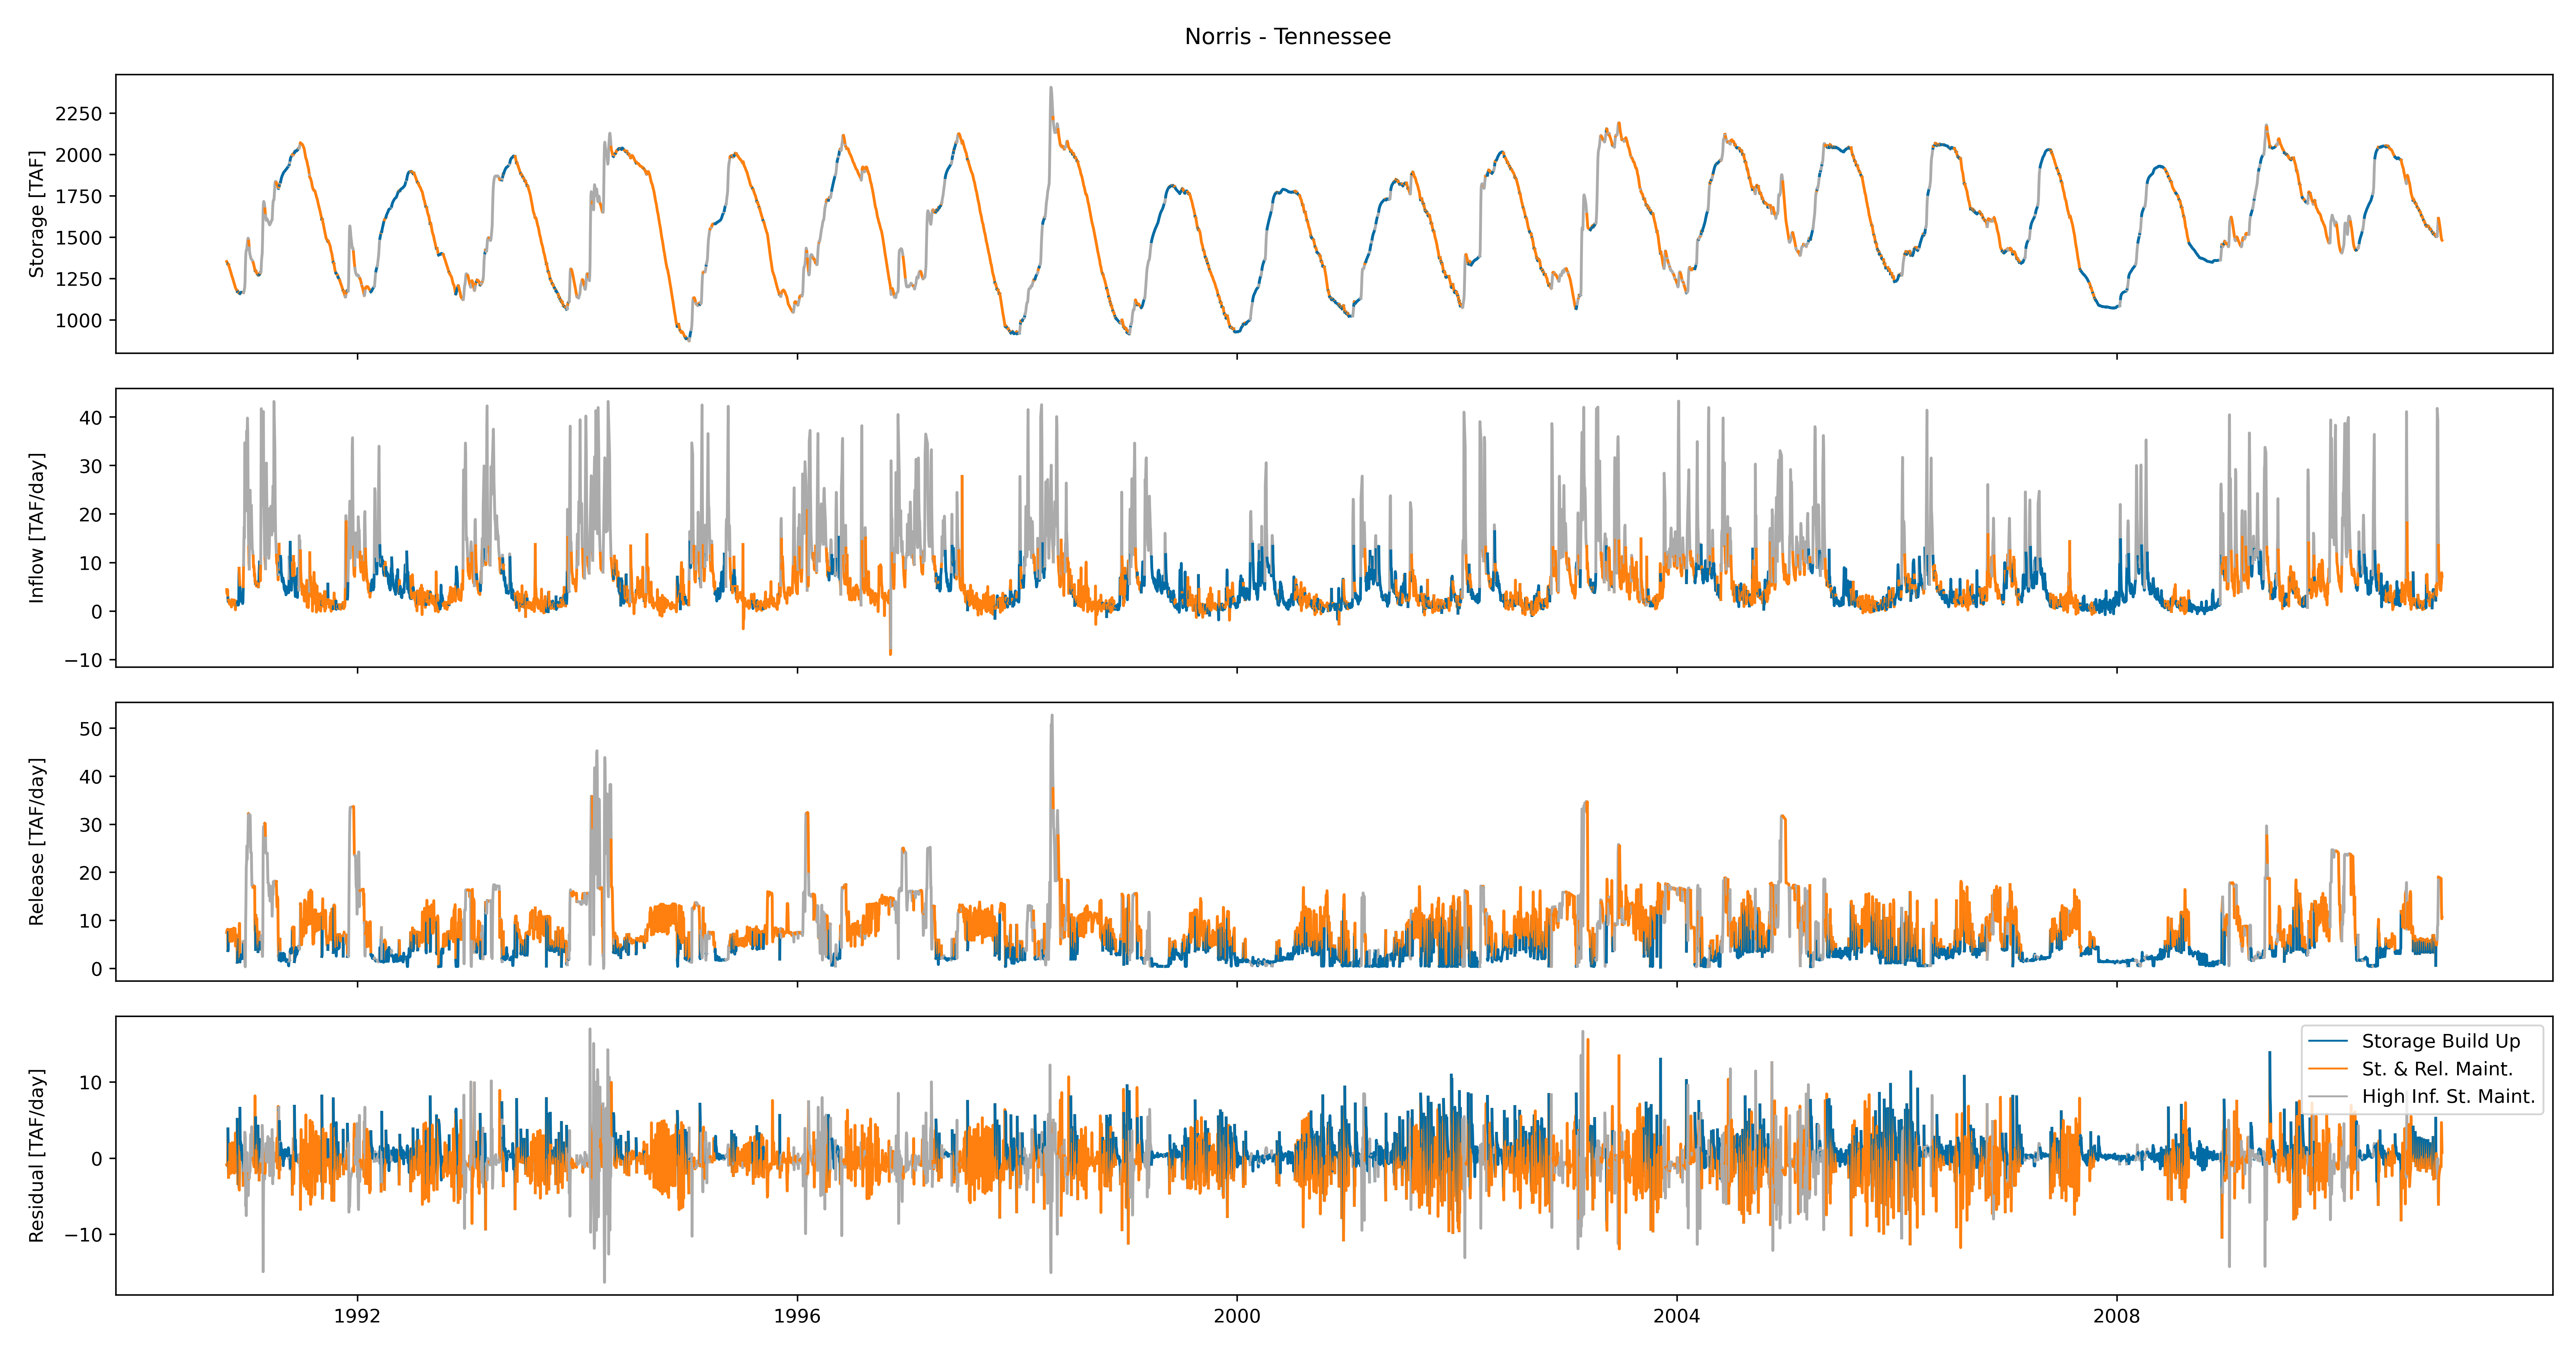 Norris - Tennessee
Storage [TAF]
2250
2000
1750
1500
1250
1000
Inflow [TAF/day]
40
30
20
10
0
−10
Release [TAF/day]
50
40
30
20
10
0
Residual [TAF/day]
10
0
−10
Storage Build Up
St. & Rel. Maint.
High Inf. St. Maint.
1992 1996 2000 2004 2008